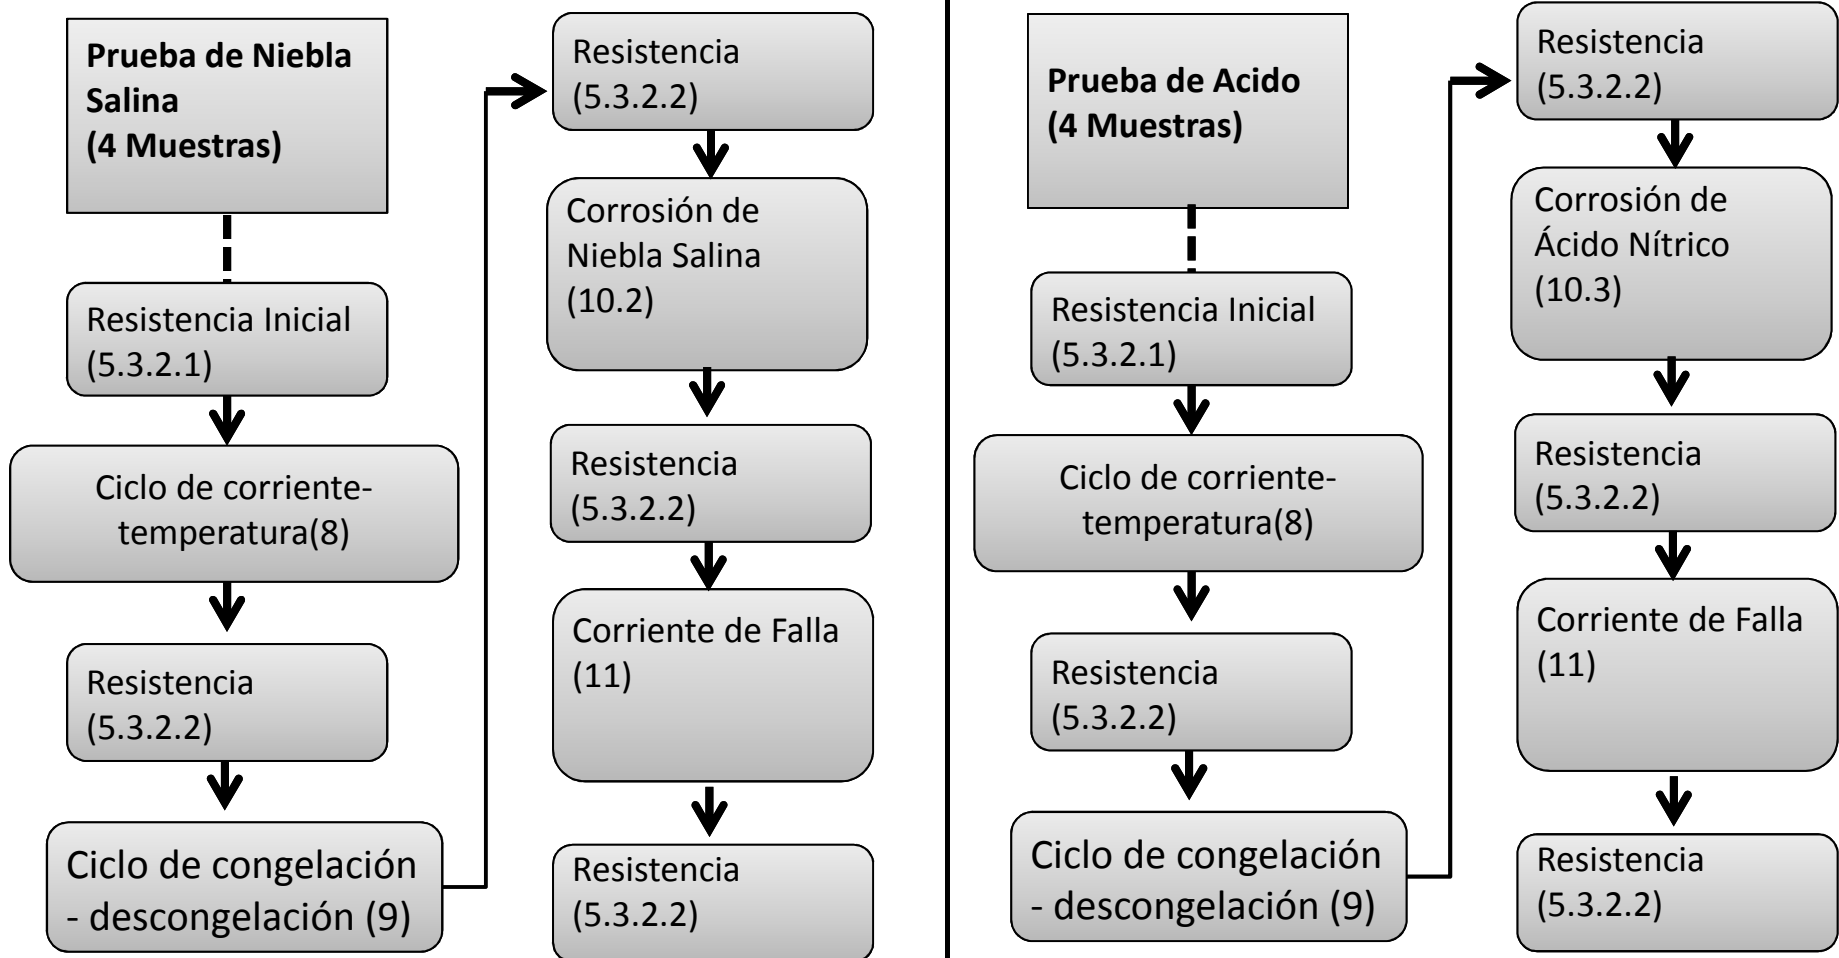 Prueba de Niebla
Salina
(4 Muestras)
Resistencia Inicial
(5.3.2.1)
Ciclo de corriente-
temperatura(8)
Resistencia
(5.3.2.2)
Ciclo de congelación
- descongelación (9)
Resistencia
(5.3.2.2)
Corrosión de
Niebla Salina
(10.2)
Resistencia
(5.3.2.2)
Corriente de Falla
(11)
Resistencia
(5.3.2.2)
Prueba de Acido
(4 Muestras)
Resistencia Inicial
(5.3.2.1)
Ciclo de corriente-
temperatura(8)
Resistencia
(5.3.2.2)
Ciclo de congelación
- descongelación (9)
Resistencia
(5.3.2.2)
Corrosión de
Ácido Nítrico
(10.3)
Resistencia
(5.3.2.2)
Corriente de Falla
(11)
Resistencia
(5.3.2.2)